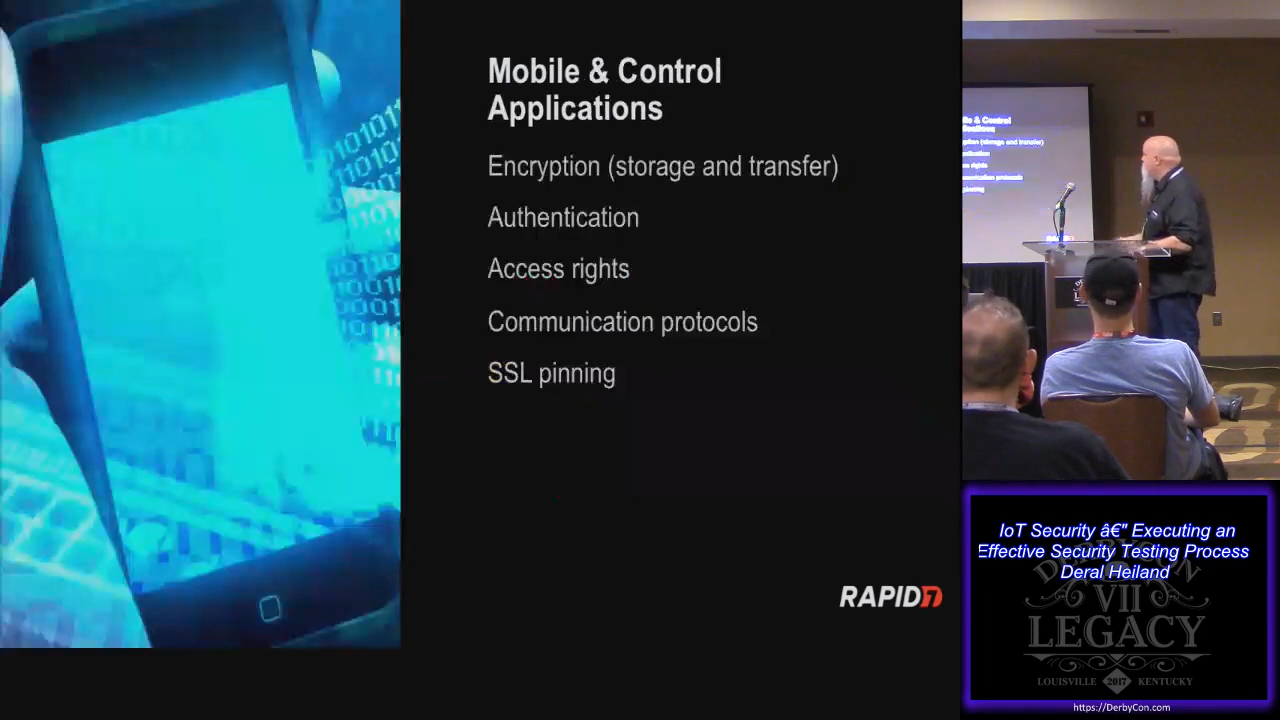 Mobile & Control
Applications
Encryption (storage and transfer)
Authentication
Access rights
Communication protocols
SSL pinning
RAPID7
IoT Security â€" Executing an
Effective Security Testing Process
Deral Heiland
DERBYCON
VII
LEGACY
LOUISVILLE 2017 KENTUCKY
https://DerbyCon.com